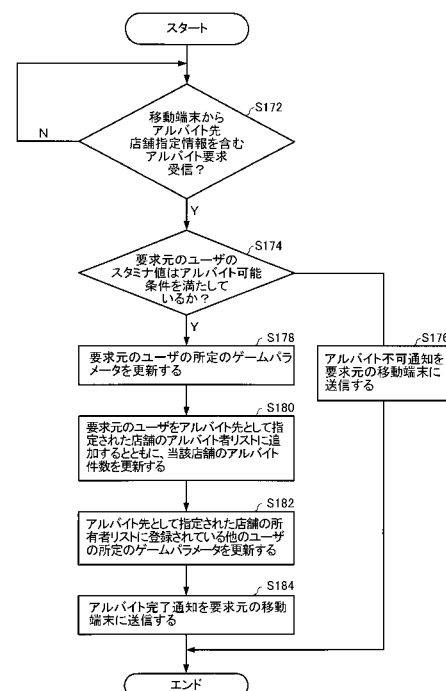 スタート
S172
移動端末から
アルバイト先
店舗指定情報を含む
アルバイト要求
受信？
N
Y
S174
要求元のユーザの
スタミナ値はアルバイト可能
条件を満たして
いるか？
Y
S176
アルバイト不可通知を
要求元の移動端末に
送信する
S178
要求元のユーザの所定のゲームパラ
メータを更新する
S180
要求元のユーザをアルバイト先として指
定された店舗のアルバイト者リストに追
加するとともに、当該店舗のアルバイト
件数を更新する
S182
アルバイト先として指定された店舗の所
有者リストに登録されている他のユーザ
の所定のゲームパラメータを更新する
S184
アルバイト完了通知を要求元の移動
端末に送信する
エンド